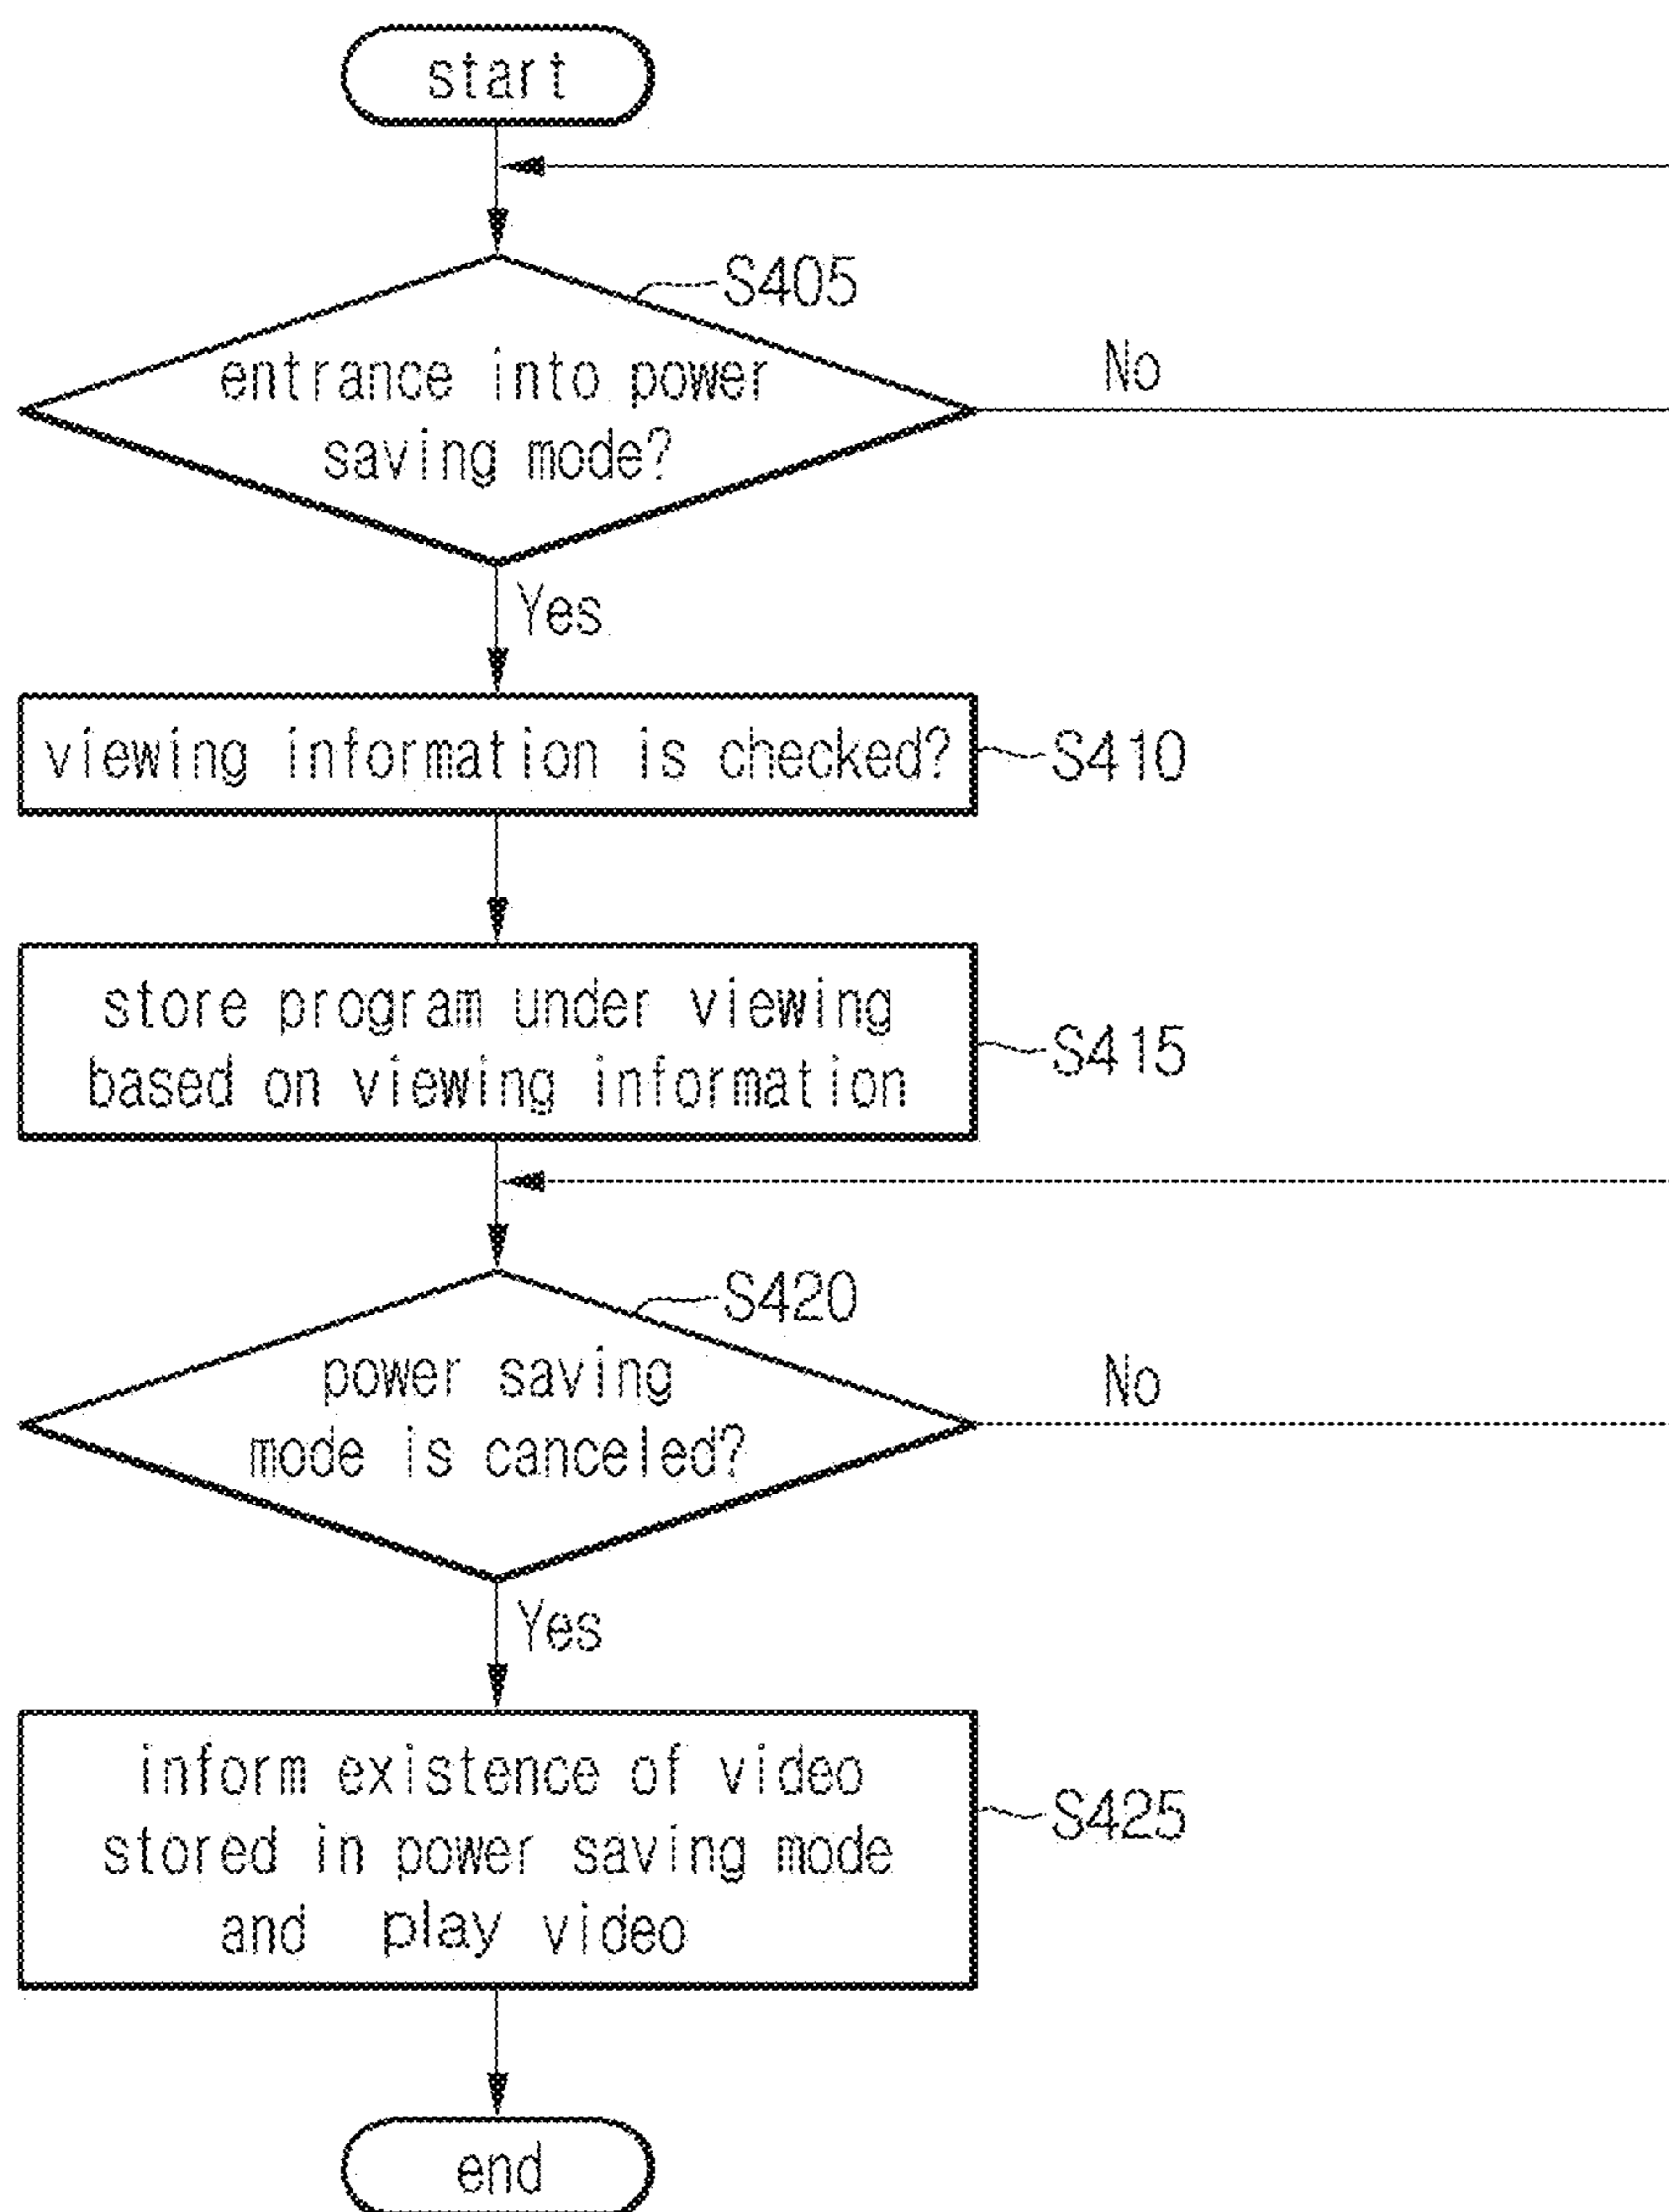 start
S405
entrance into power
saving mode?
No
Yes
viewing information is checked?
S410
store program under viewing
based on viewing information
S415
S420
power saving
mode is canceled?
No
Yes
inform existence of video
stored in power saving mode
and play video
S425
end